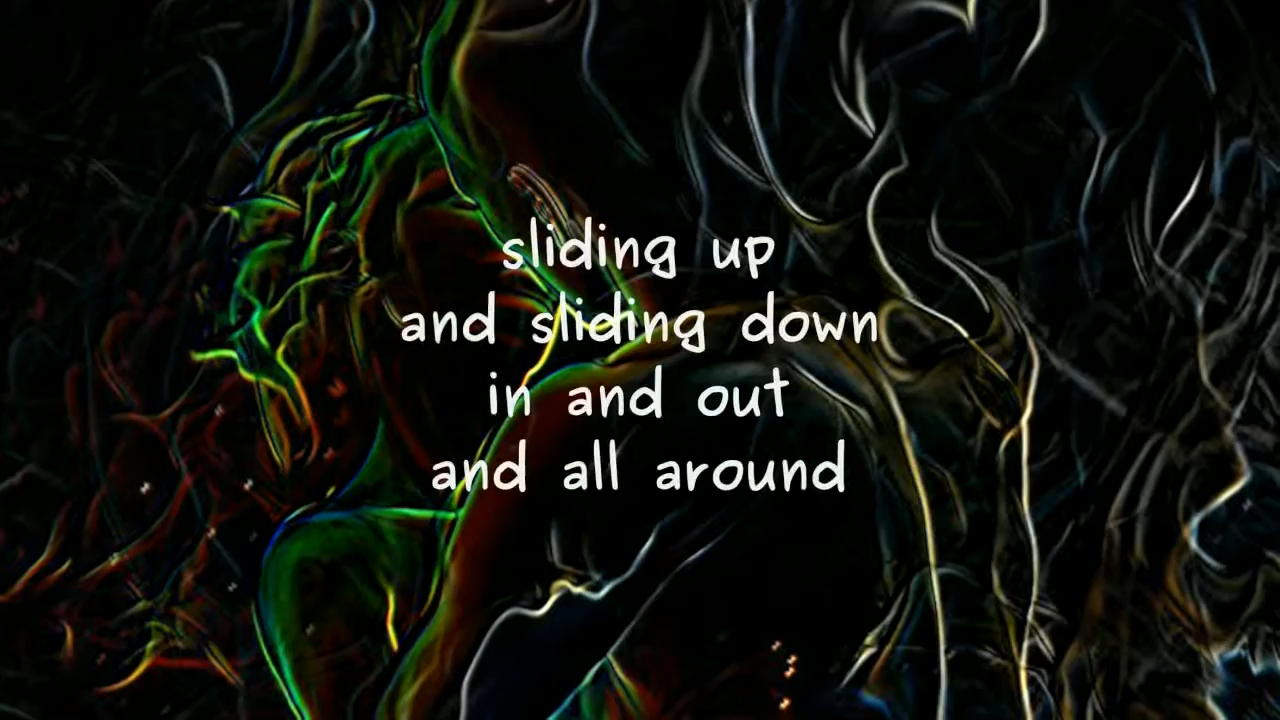 sliding up
and sliding down
in and out
and all around